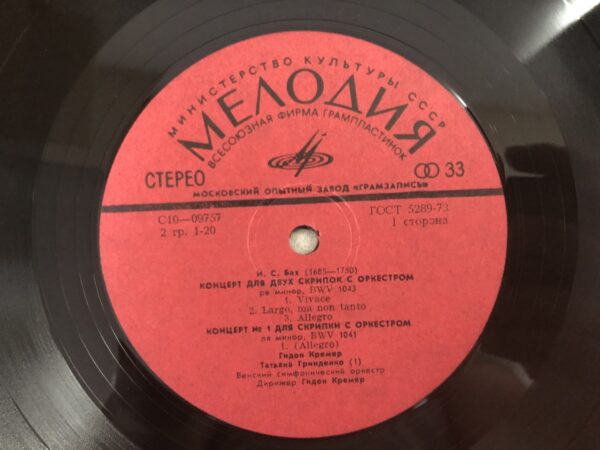 МИНИСТЕРСТВО КУЛЬТУРЫ СССР
МЕЛОДИЯ
ВСЕСОЮЗНАЯ ФИРМА ГРАМПЛАСТИНОК
СТЕРЕО
33
МОСКОВСКИЙ ОПЫТНЫЙ ЗАВОД «ГРАМЗАПИСЬ»
С10—09757
ГОСТ 5289-73
2 гр. 1-20
1 сторона
И. С. Бах (1685—1750)
КОНЦЕРТ ДЛЯ ДВУХ СКРИПОК С ОРКЕСТРОМ
ре минор, BWV 1043
1. Vivace
2. Largo, ma non tanto
3. Allegro
КОНЦЕРТ № 1 ДЛЯ СКРИПКИ С ОРКЕСТРОМ
ля минор, BWV 1041
1. (Allegro)
Гидон Кремер
Татьяна Гринденко (1)
Венский симфонический оркестр
Дирижер Гидон Кремер